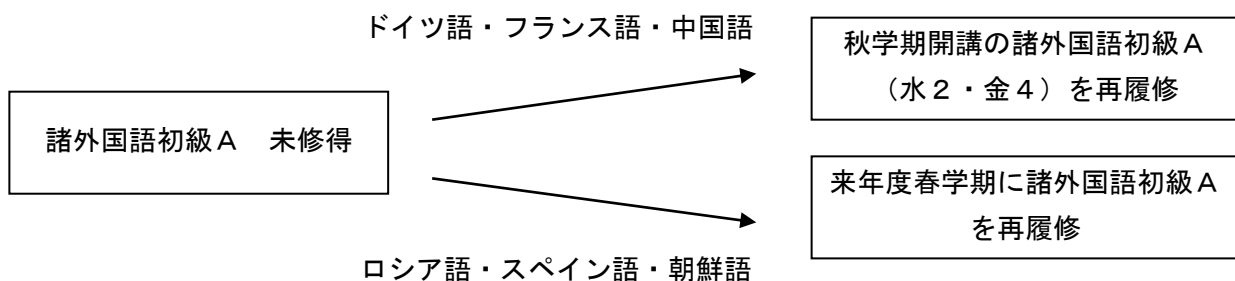 ドイツ語・フランス語・中国語
秋学期開講の諸外国語初級Ａ
（水２・金４）を再履修
諸外国語初級Ａ　未修得
来年度春学期に諸外国語初級Ａ
を再履修
ロシア語・スペイン語・朝鮮語